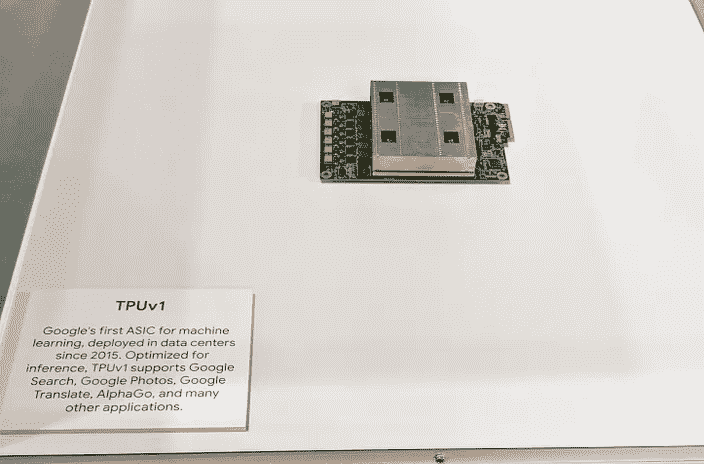 TPUv1
Google's first ASIC for machine
learning, deployed in data centers
since 2015. Optimized for
inference, TPUv1 supports Google
Search, Google Photos, Google
Translate, AlphaGo, and many
other applications.